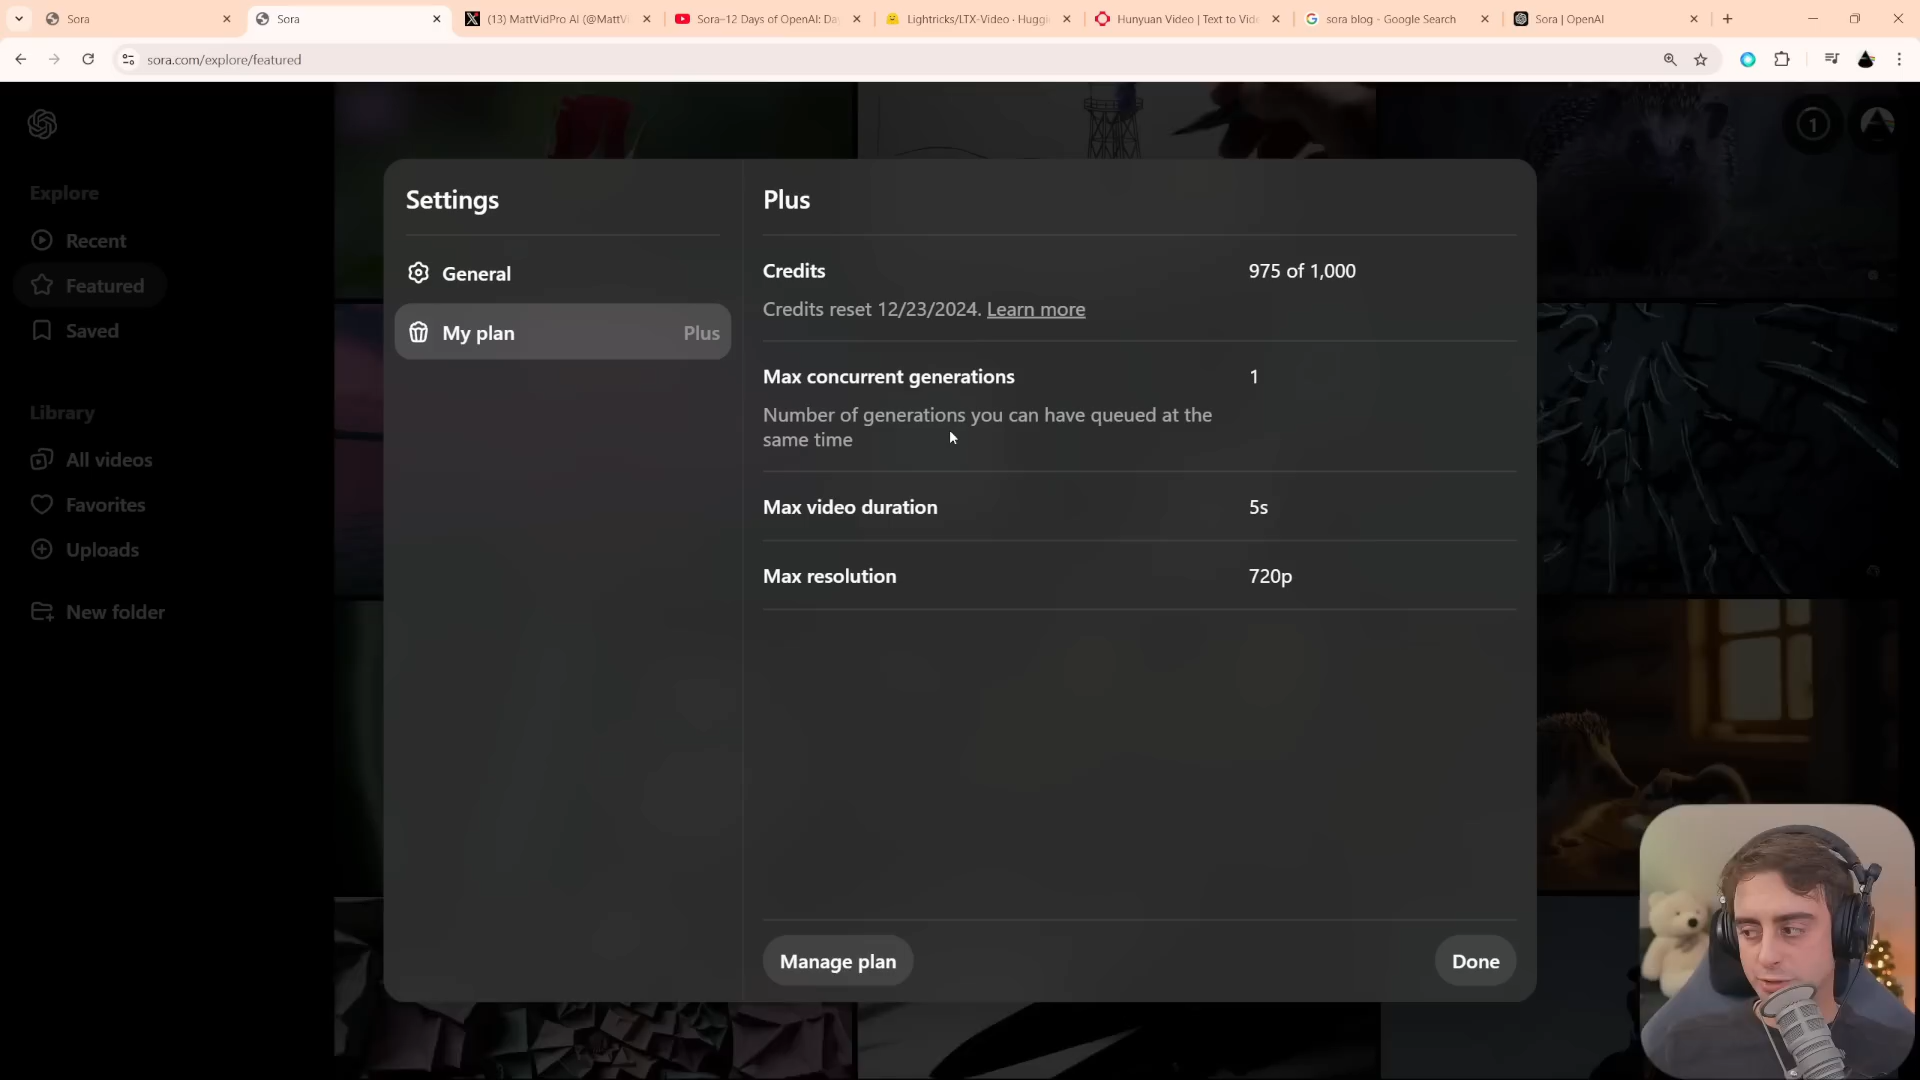 Sora
Sora
(13) MattVidPro AI (@MattVi
Sora–12 Days of OpenAI: Da
Lightricks/LTX-Video · Huggi
Hunyuan Video | Text to Vide
sora blog - Google Search
Sora | OpenAI
sora.com/explore/featured
1
Explore
Recent
Featured
Saved
Library
All videos
Favorites
Uploads
New folder
Settings
General
My plan Plus
Plus
Credits 975 of 1,000
Credits reset 12/23/2024. Learn more
Max concurrent generations 1
Number of generations you can have queued at the
same time
Max video duration 5s
Max resolution 720p
Manage plan
Done